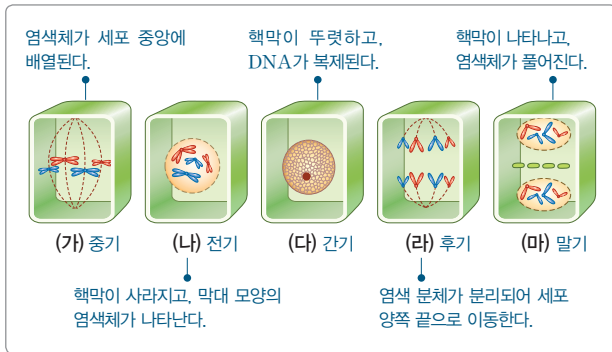 염색체가 세포 중앙에
배열된다.
핵막이 뚜렷하고,
DNA가 복제된다.
핵막이 나타나고,
염색체가 풀어진다.
(가) 중기
(나) 전기
(다) 간기
(라) 후기
(마) 말기
핵막이 사라지고, 막대 모양의
염색체가 나타난다.
염색 분체가 분리되어 세포
양쪽 끝으로 이동한다.